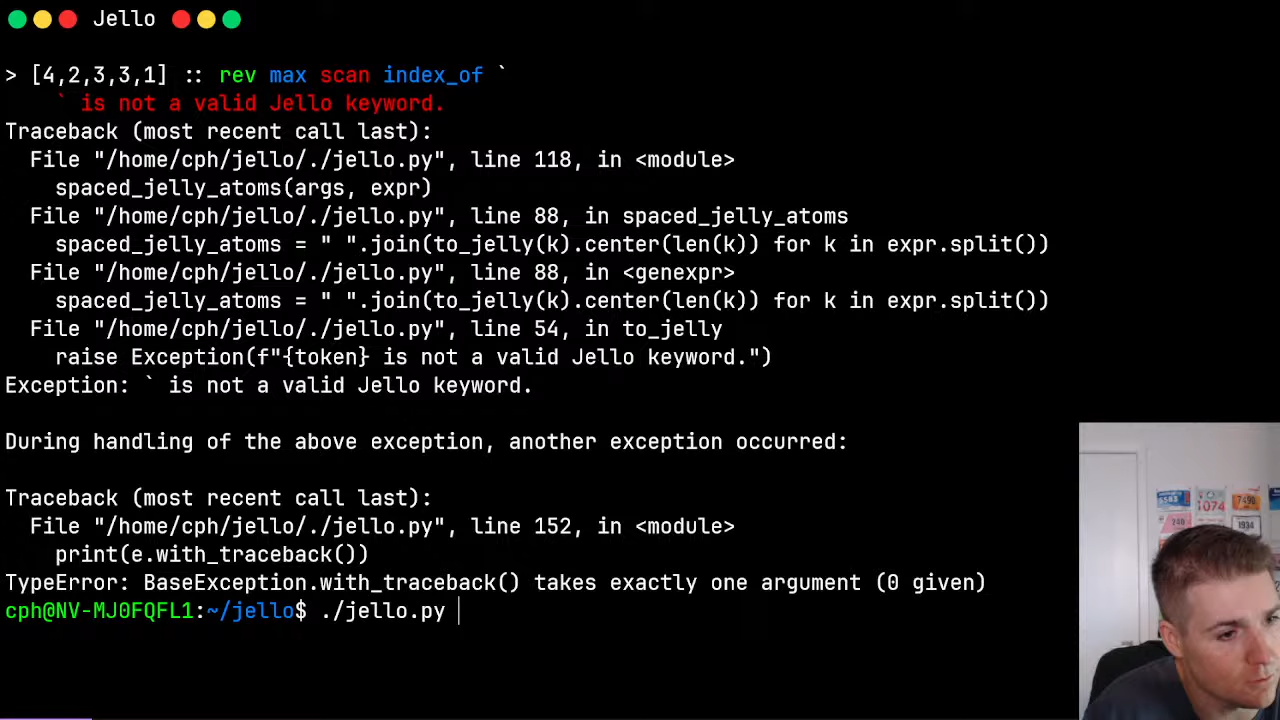 Jello
> [4,2,3,3,1] :: rev max scan index_of `
` is not a valid Jello keyword.
Traceback (most recent call last):
File "/home/cph/jello/./jello.py", line 118, in <module>
spaced_jelly_atoms(args, expr)
File "/home/cph/jello/./jello.py", line 88, in spaced_jelly_atoms
spaced_jelly_atoms = " ".join(to_jelly(k).center(len(k)) for k in expr.split())
File "/home/cph/jello/./jello.py", line 88, in <genexpr>
spaced_jelly_atoms = " ".join(to_jelly(k).center(len(k)) for k in expr.split())
File "/home/cph/jello/./jello.py", line 54, in to_jelly
raise Exception(f"{token} is not a valid Jello keyword.")
Exception: ` is not a valid Jello keyword.
During handling of the above exception, another exception occurred:
Traceback (most recent call last):
File "/home/cph/jello/./jello.py", line 152, in <module>
print(e.with_traceback())
TypeError: BaseException.with_traceback() takes exactly one argument (0 given)
cph@NV-MJ0FQFL1:~/jello$ ./jello.py
1074
1934